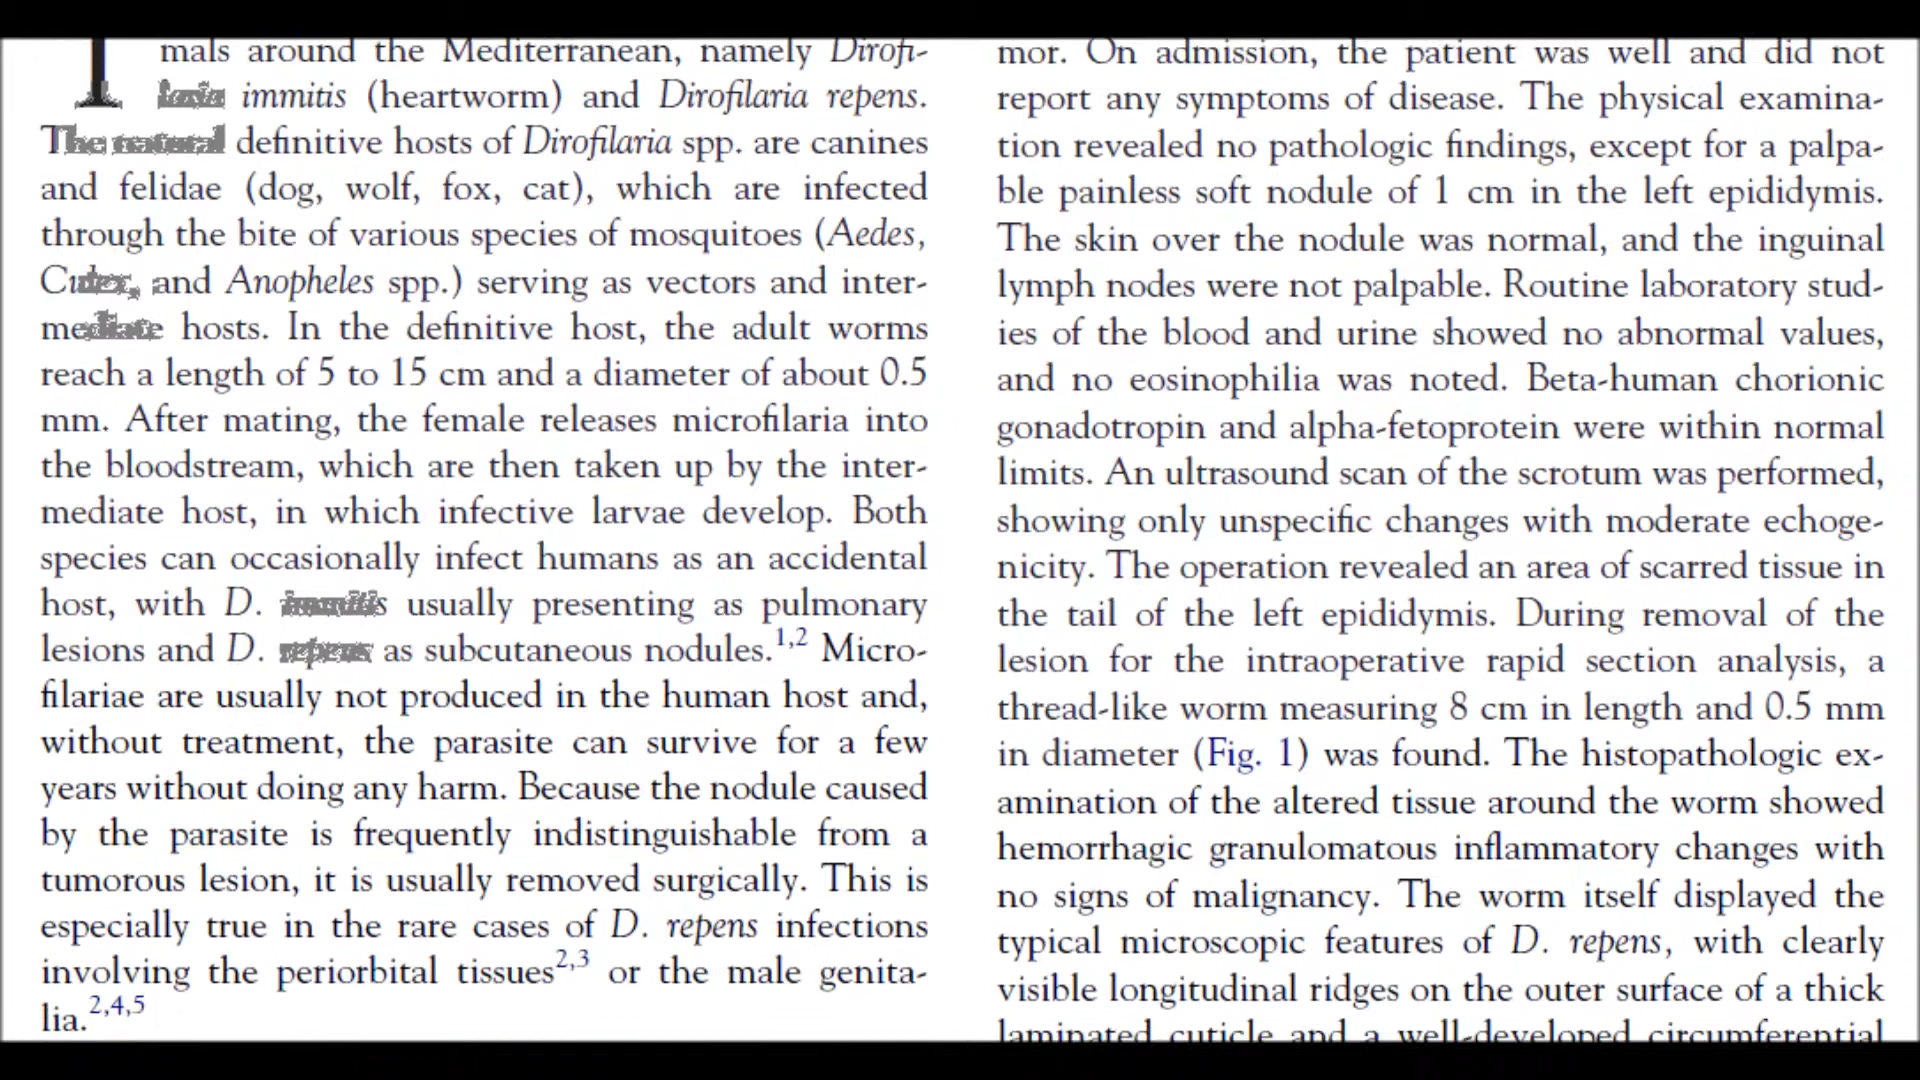 mals around the Mediterranean, namely Dirofi-
immitis (heartworm) and Dirofilaria repens.
The natural definitive hosts of Dirofilaria spp. are canines
and felidae (dog, wolf, fox, cat), which are infected
through the bite of various species of mosquitoes (Aedes,
and Anopheles spp.) serving as vectors and inter-
mediate hosts. In the definitive host, the adult worms
reach a length of 5 to 15 cm and a diameter of about 0.5
mm. After mating, the female releases microfilaria into
the bloodstream, which are then taken up by the inter-
mediate host, in which infective larvae develop. Both
species can occasionally infect humans as an accidental
host, with D. immitis usually presenting as pulmonary
lesions and D. repens as subcutaneous nodules.1,2 Micro-
filariae are usually not produced in the human host and,
without treatment, the parasite can survive for a few
years without doing any harm. Because the nodule caused
by the parasite is frequently indistinguishable from a
tumorous lesion, it is usually removed surgically. This is
especially true in the rare cases of D. repens infections
involving the periorbital tissues2,3 or the male genita-
lia.2,4,5
mor. On admission, the patient was well and did not
report any symptoms of disease. The physical examina-
tion revealed no pathologic findings, except for a palpa-
ble painless soft nodule of 1 cm in the left epididymis.
The skin over the nodule was normal, and the inguinal
lymph nodes were not palpable. Routine laboratory stud-
ies of the blood and urine showed no abnormal values,
and no eosinophilia was noted. Beta-human chorionic
gonadotropin and alpha-fetoprotein were within normal
limits. An ultrasound scan of the scrotum was performed,
showing only unspecific changes with moderate echoge-
nicity. The operation revealed an area of scarred tissue in
the tail of the left epididymis. During removal of the
lesion for the intraoperative rapid section analysis, a
thread-like worm measuring 8 cm in length and 0.5 mm
in diameter (Fig. 1) was found. The histopathologic ex-
amination of the altered tissue around the worm showed
hemorrhagic granulomatous inflammatory changes with
no signs of malignancy. The worm itself displayed the
typical microscopic features of D. repens, with clearly
visible longitudinal ridges on the outer surface of a thick
laminated cuticle and a well-developed circumferential